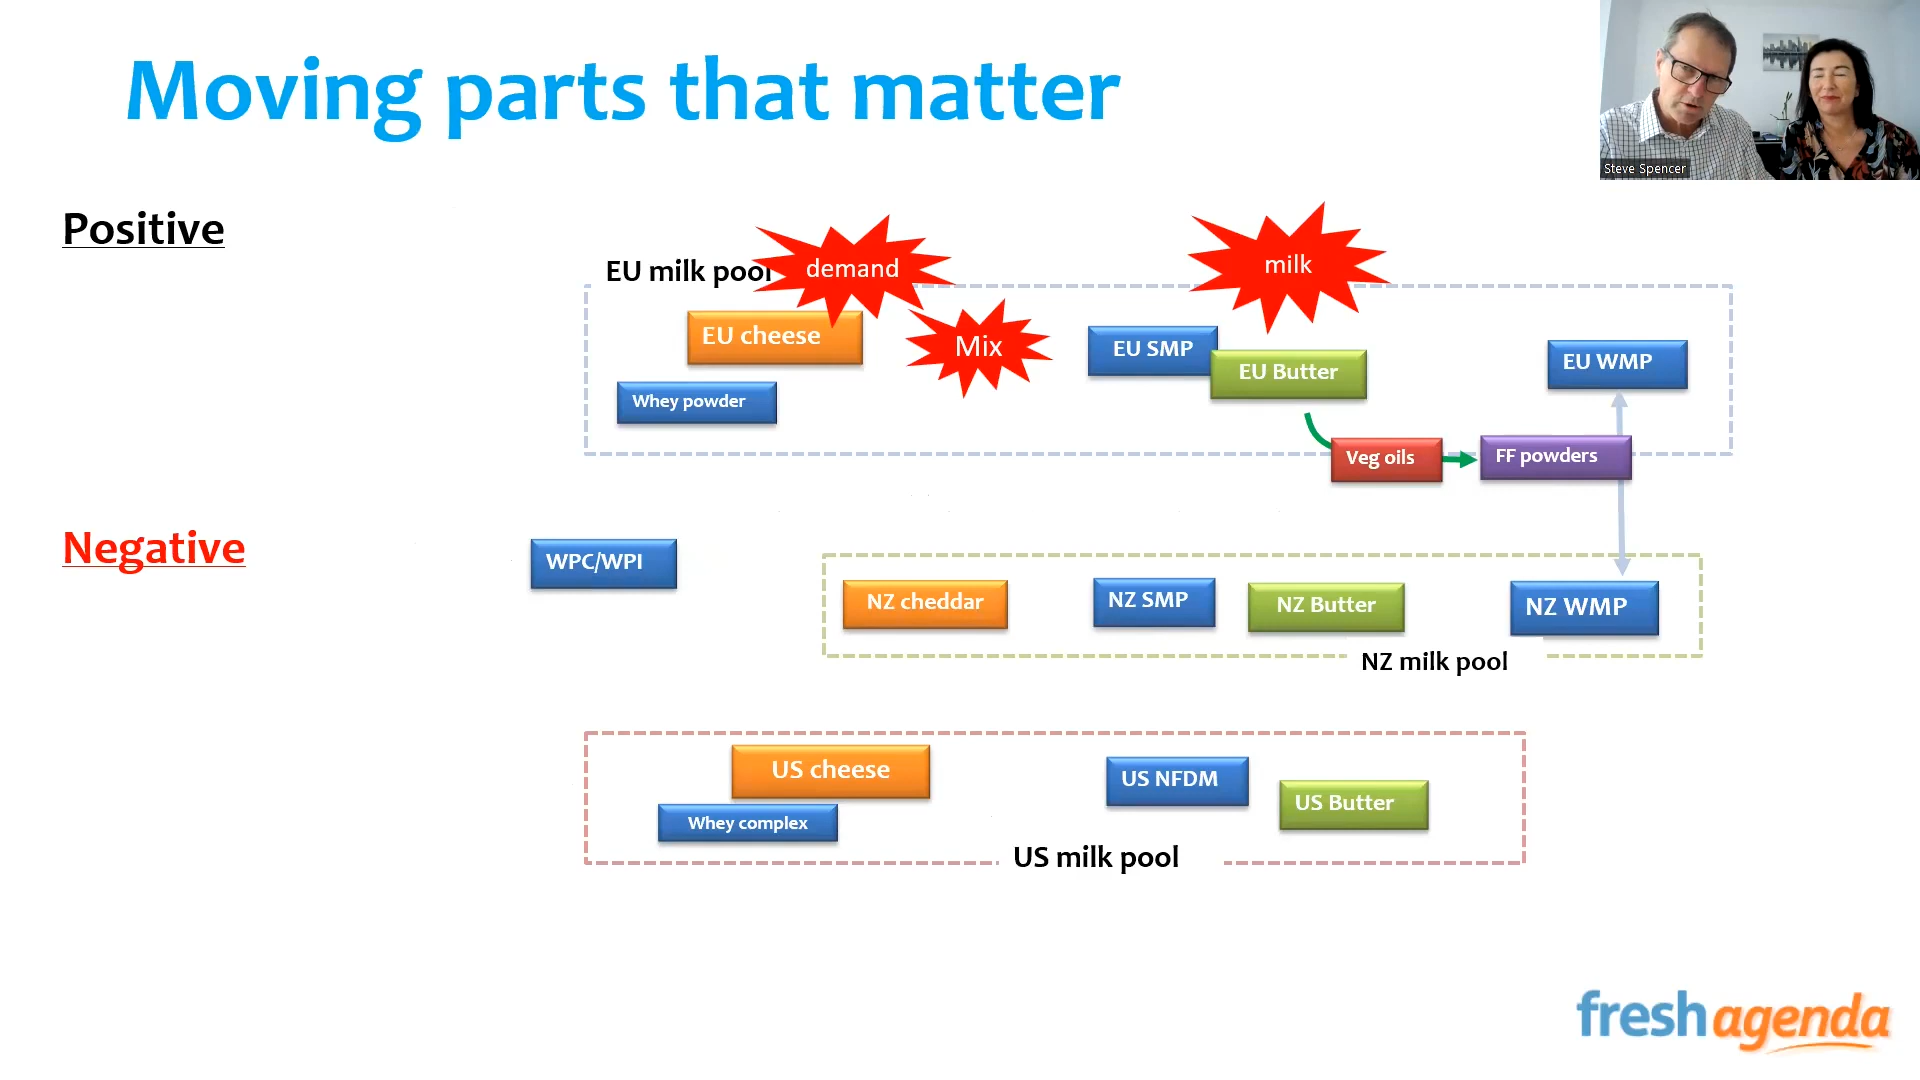 Moving parts that matter
Steve Spencer
Positive
EU milk pool
demand
milk
EU cheese
Mix
EU SMP
EU Butter
EU WMP
Whey powder
Veg oils
FF powders
Negative
WPC/WPI
NZ cheddar
NZ SMP
NZ Butter
NZ WMP
NZ milk pool
US cheese
US NFDM
US Butter
Whey complex
US milk pool
fresh agenda